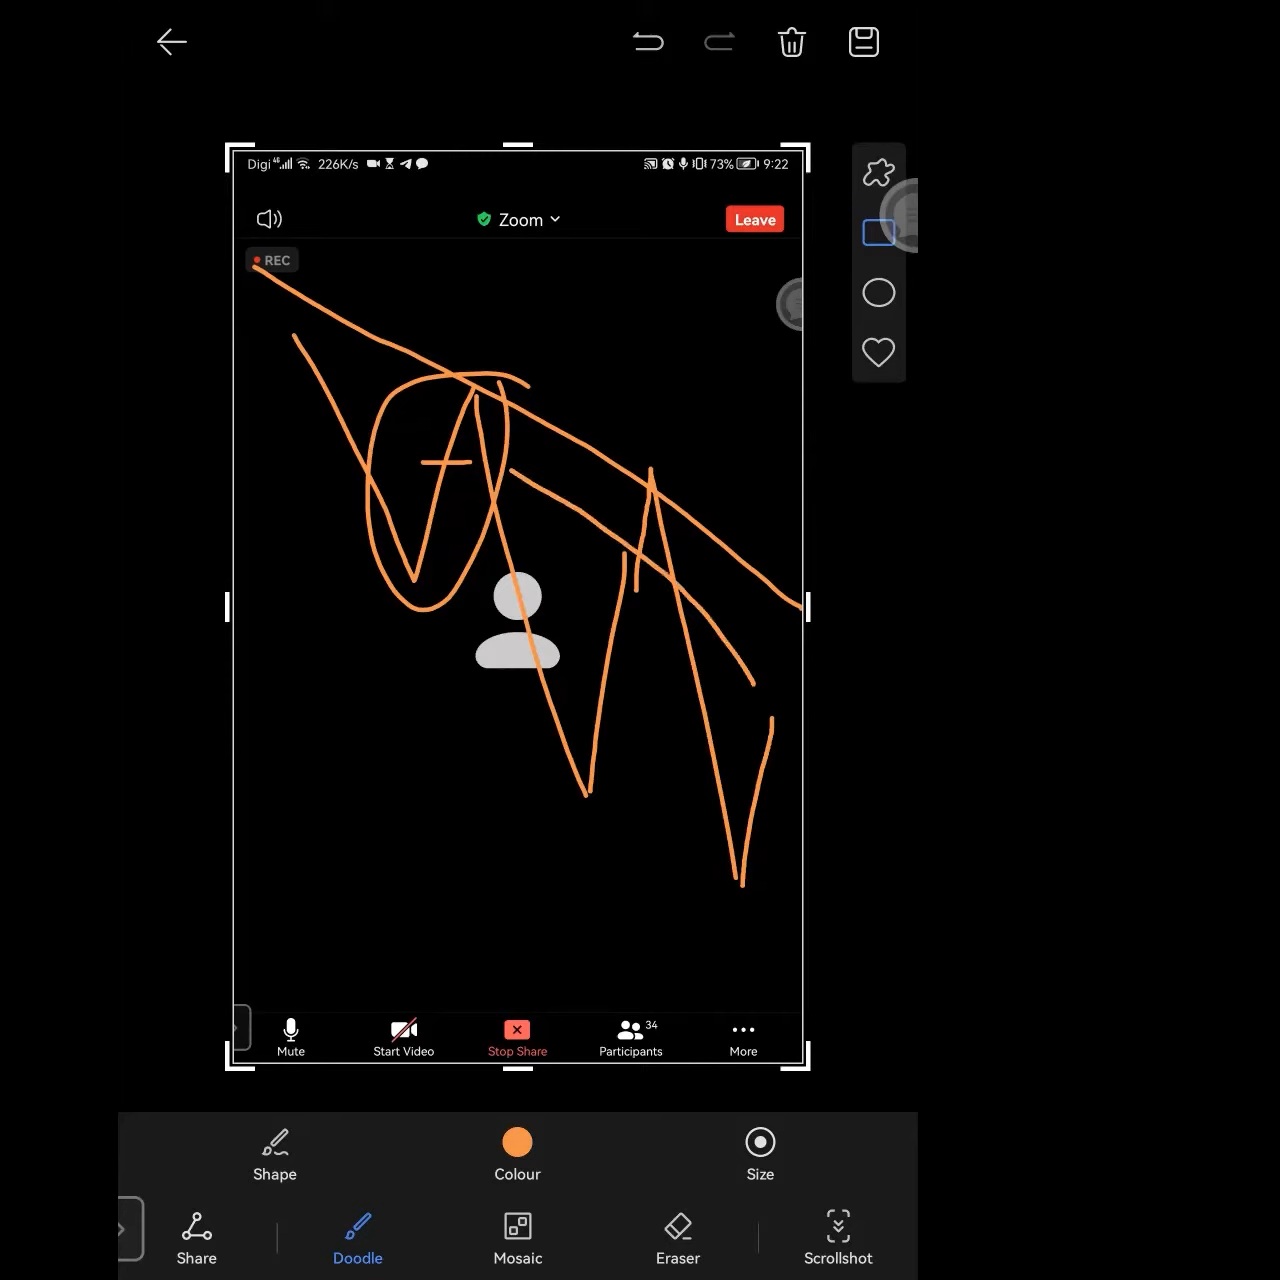 Digi 4G 226K/s 73% 9:22
Zoom Leave
REC
34
Mute Start Video Stop Share Participants More
Shape Colour Size
Share Doodle Mosaic Eraser Scrollshot